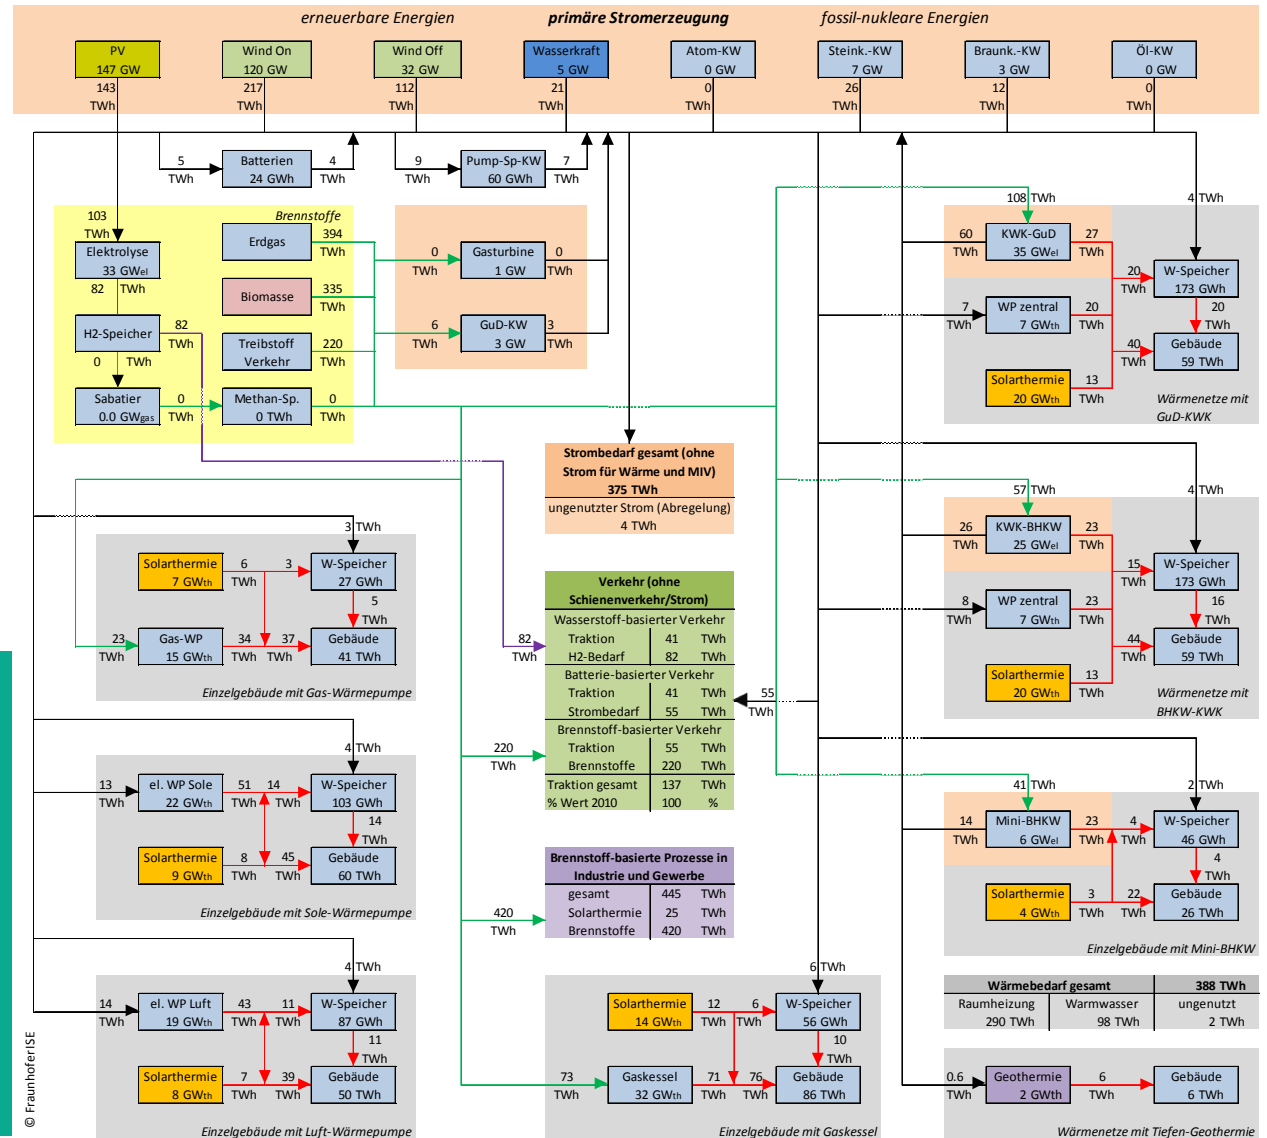 erneuerbare Energien
primäre Stromerzeugung
fossil-nukleare Energien
PV
147 GW
Wind On
120 GW
Wind Off
32 GW
Wasserkraft
5 GW
Atom-KW
0 GW
Steink.-KW
7 GW
Braunk.-KW
3 GW
Öl-KW
0 GW
143
TWh
217
TWh
112
TWh
21
TWh
0
TWh
26
TWh
12
TWh
0
TWh
5
TWh
Batterien
24 GWh
4
TWh
9
TWh
Pump-Sp-KW
60 GWh
7
TWh
Brennstoffe
103
TWh
Elektrolyse
33 GWel
82
TWh
H2-Speicher
82
TWh
0
TWh
Sabatier
0.0 GWgas
0
TWh
Erdgas
394
TWh
Biomasse
335
TWh
Treibstoff
Verkehr
220
TWh
Methan-Sp.
0 TWh
0
TWh
0
TWh
Gasturbine
1 GW
0
TWh
6
TWh
GuD-KW
3 GW
3
TWh
108
TWh
4
TWh
60
TWh
KWK-GuD
35 GWel
27
TWh
20
TWh
W-Speicher
173 GWh
7
TWh
WP zentral
7 GWth
20
TWh
20
TWh
40
TWh
Gebäude
59 TWh
Solarthermie
20 GWth
13
TWh
Wärmenetze mit
GuD-KWK
Strombedarf gesamt (ohne
Strom für Wärme und MIV)
375 TWh
ungenutzter Strom (Abregelung)
4 TWh
57
TWh
4
TWh
26
TWh
KWK-BHKW
25 GWel
23
TWh
15
TWh
W-Speicher
173 GWh
8
TWh
WP zentral
7 GWth
23
TWh
16
TWh
44
TWh
Gebäude
59 TWh
Solarthermie
20 GWth
13
TWh
Wärmenetze mit
BHKW-KWK
3
TWh
Solarthermie
7 GWth
6
TWh
3
W-Speicher
27 GWh
5
TWh
23
TWh
Gas-WP
15 GWth
34
TWh
37
TWh
Gebäude
41 TWh
Einzelgebäude mit Gas-Wärmepumpe
82
TWh
Verkehr (ohne
Schienenverkehr/Strom)
Wasserstoff-basierter Verkehr
Traktion 41 TWh
H2-Bedarf 82 TWh
Batterie-basierter Verkehr
Traktion 41 TWh
Strombedarf 55 TWh
Brennstoff-basierter Verkehr
Traktion 55 TWh
Brennstoffe 220 TWh
Traktion gesamt 137 TWh
% Wert 2010 100 %
55
TWh
220
TWh
4
TWh
13
TWh
el. WP Sole
22 GWth
51
TWh
14
TWh
W-Speicher
103 GWh
14
TWh
Solarthermie
9 GWth
8
TWh
45
TWh
Gebäude
60 TWh
Einzelgebäude mit Sole-Wärmepumpe
41
TWh
2
TWh
14
TWh
Mini-BHKW
6 GWel
23
TWh
4
TWh
W-Speicher
46 GWh
4
TWh
Solarthermie
4 GWth
3
TWh
22
TWh
Gebäude
26 TWh
Einzelgebäude mit Mini-BHKW
Brennstoff-basierte Prozesse in
Industrie und Gewerbe
gesamt 445 TWh
Solarthermie 25 TWh
Brennstoffe 420 TWh
420
TWh
4
TWh
14
TWh
el. WP Luft
19 GWth
43
TWh
11
TWh
W-Speicher
87 GWh
11
TWh
Solarthermie
8 GWth
7
TWh
39
TWh
Gebäude
50 TWh
Einzelgebäude mit Luft-Wärmepumpe
6
TWh
Solarthermie
14 GWth
12
TWh
6
TWh
W-Speicher
56 GWh
10
TWh
73
TWh
Gaskessel
32 GWth
71
TWh
76
TWh
Gebäude
86 TWh
Einzelgebäude mit Gaskessel
Wärmebedarf gesamt 388 TWh
Raumheizung Warmwasser ungenutzt
290 TWh 98 TWh 2 TWh
0.6
TWh
Geothermie
2 GWth
6
TWh
Gebäude
6 TWh
Wärmenetze mit Tiefen-Geothermie
© Fraunhofer ISE